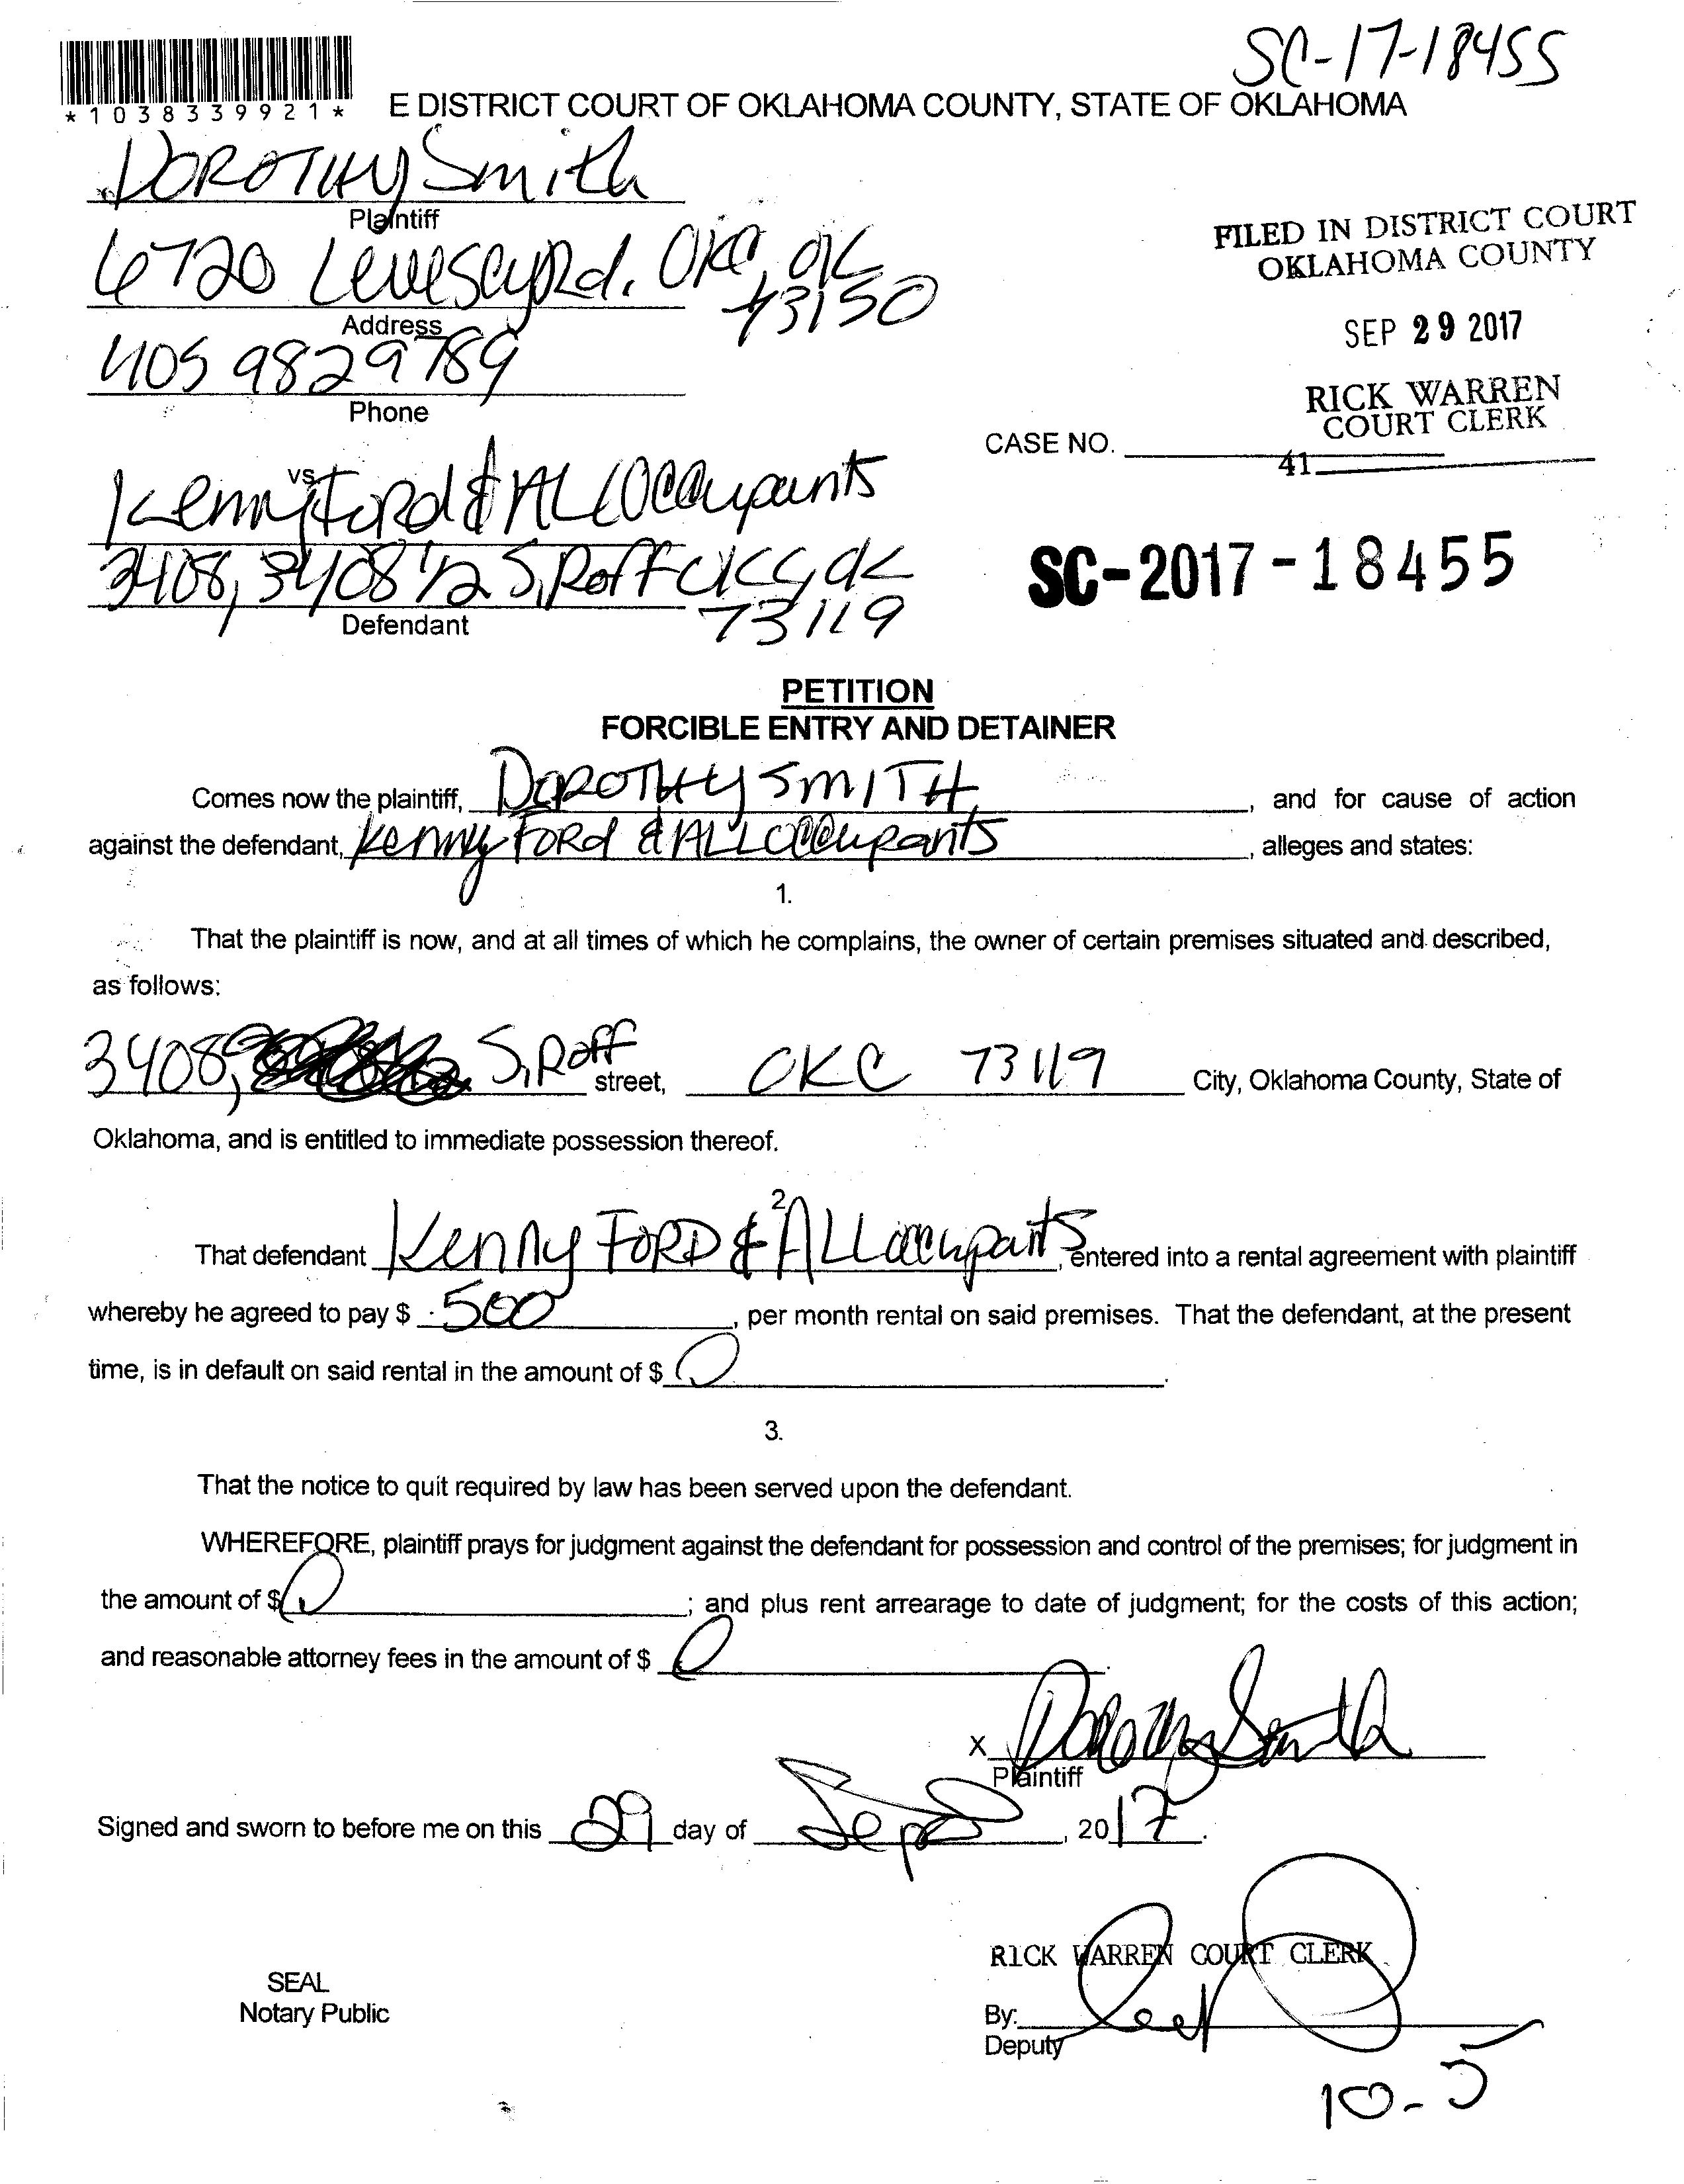 SC-17-18455
*1038339921*
E DISTRICT COURT OF OKLAHOMA COUNTY, STATE OF OKLAHOMA
DOROTHY Smith
Plaintiff
6720 Rd. OKC, OK
73150
Address
405 9829789
Phone
FILED IN DISTRICT COURT
OKLAHOMA COUNTY
SEP 29 2017
RICK WARREN
COURT CLERK
CASE NO.
41
vs.
Kenny Ford & ALL Occupants
3408, 3408 1/2 S. Roff OKC, OK
73119
Defendant
SC-2017-18455
PETITION
FORCIBLE ENTRY AND DETAINER
Comes now the plaintiff, DOROTHY SMITH, and for cause of action
against the defendant, Kenny FORd & ALL Occupants, alleges and states:
1.
That the plaintiff is now, and at all times of which he complains, the owner of certain premises situated and described,
as follows:
3408, S. Roff street, OKC 73119 City, Oklahoma County, State of
Oklahoma, and is entitled to immediate possession thereof.
2
That defendant Kenny FORD & ALL occupants, entered into a rental agreement with plaintiff
whereby he agreed to pay $ 500, per month rental on said premises. That the defendant, at the present
time, is in default on said rental in the amount of $ 0.
3.
That the notice to quit required by law has been served upon the defendant.
WHEREFORE, plaintiff prays for judgment against the defendant for possession and control of the premises; for judgment in
the amount of $ 0; and plus rent arrearage to date of judgment; for the costs of this action;
and reasonable attorney fees in the amount of $ 0.
X Dorothy Smith
Plaintiff
Signed and sworn to before me on this 29 day of Sept, 2017.
RICK WARREN COURT CLERK
SEAL
Notary Public
By:
Deputy
10-5